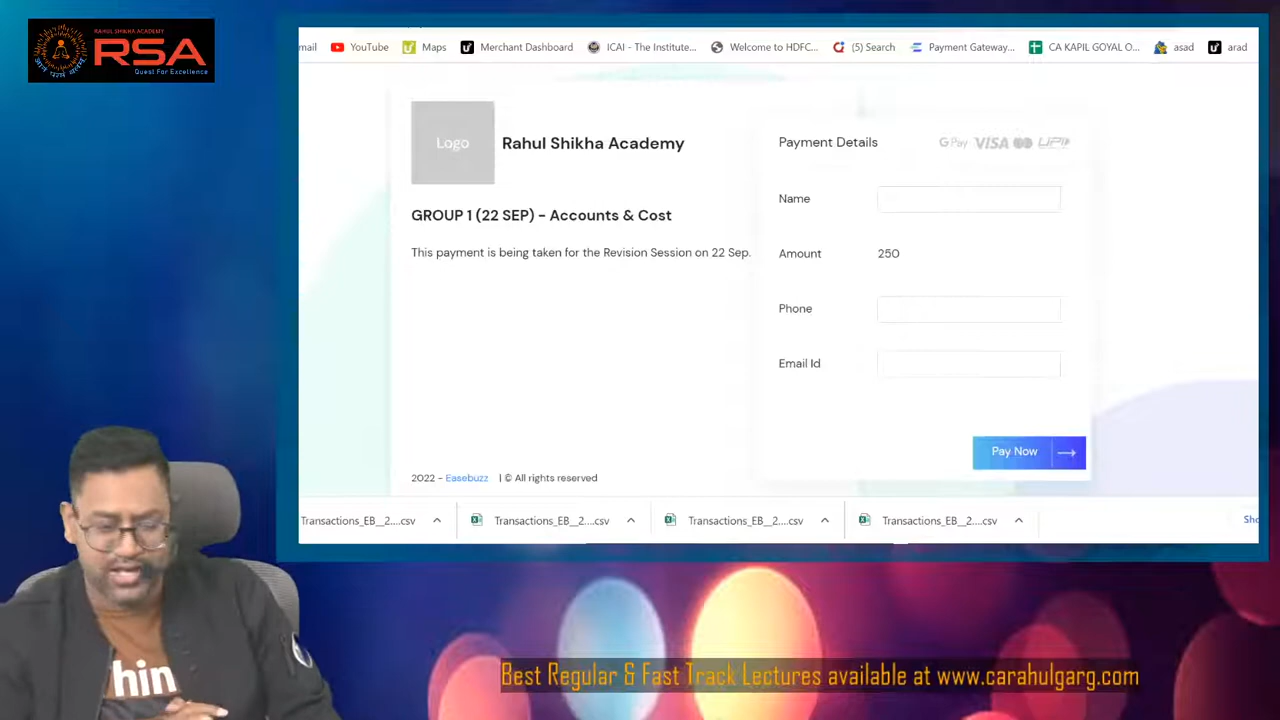 RAHUL SHIKHA ACADEMY
RSA
Quest For Excellence
mail YouTube Maps Merchant Dashboard ICAI - The Institute... Welcome to HDFC... (5) Search Payment Gateway... CA KAPIL GOYAL O... asad arad
Logo
Rahul Shikha Academy
GROUP 1 (22 SEP) - Accounts & Cost
This payment is being taken for the Revision Session on 22 Sep.
2022 - Easebuzz | © All rights reserved
Payment Details G Pay VISA UPI
Name
Amount 250
Phone
Email Id
Pay Now
Transactions_EB__2....csv Transactions_EB__2....csv Transactions_EB__2....csv Transactions_EB__2....csv
hin
Best Regular & Fast Track Lectures available at www.carahulgarg.com